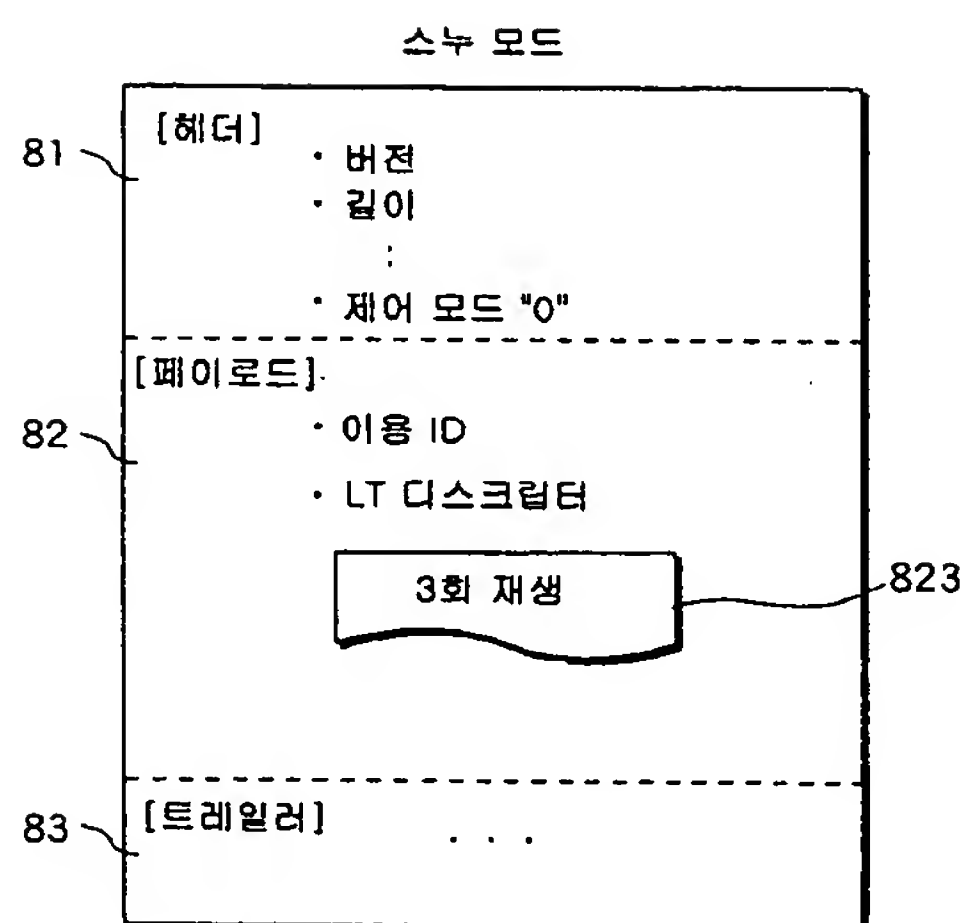 스누 모드
[헤더]
81
· 버전
· 길이
:
· 제어 모드 "0"
[페이로드]
82
· 이용 ID
· LT 디스크립터
3회 재생
823
[트레일러]
83
. . .